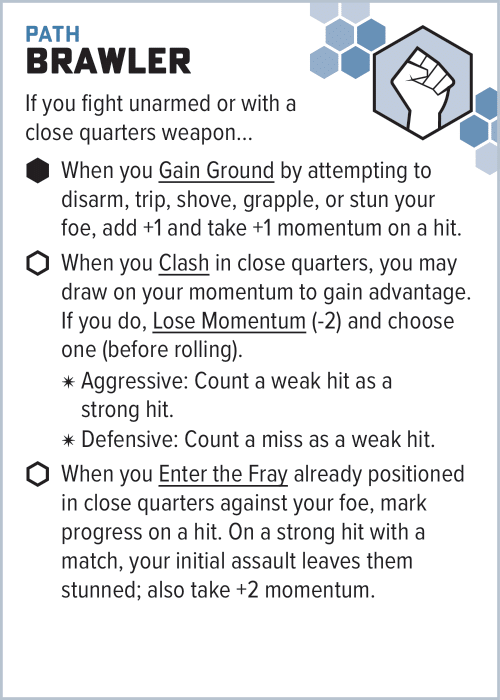 PATH
BRAWLER
If you fight unarmed or with a
close quarters weapon...
When you Gain Ground by attempting to
disarm, trip, shove, grapple, or stun your
foe, add +1 and take +1 momentum on a hit.
When you Clash in close quarters, you may
draw on your momentum to gain advantage.
If you do, Lose Momentum (-2) and choose
one (before rolling).
✴ Aggressive: Count a weak hit as a
strong hit.
✴ Defensive: Count a miss as a weak hit.
When you Enter the Fray already positioned
in close quarters against your foe, mark
progress on a hit. On a strong hit with a
match, your initial assault leaves them
stunned; also take +2 momentum.